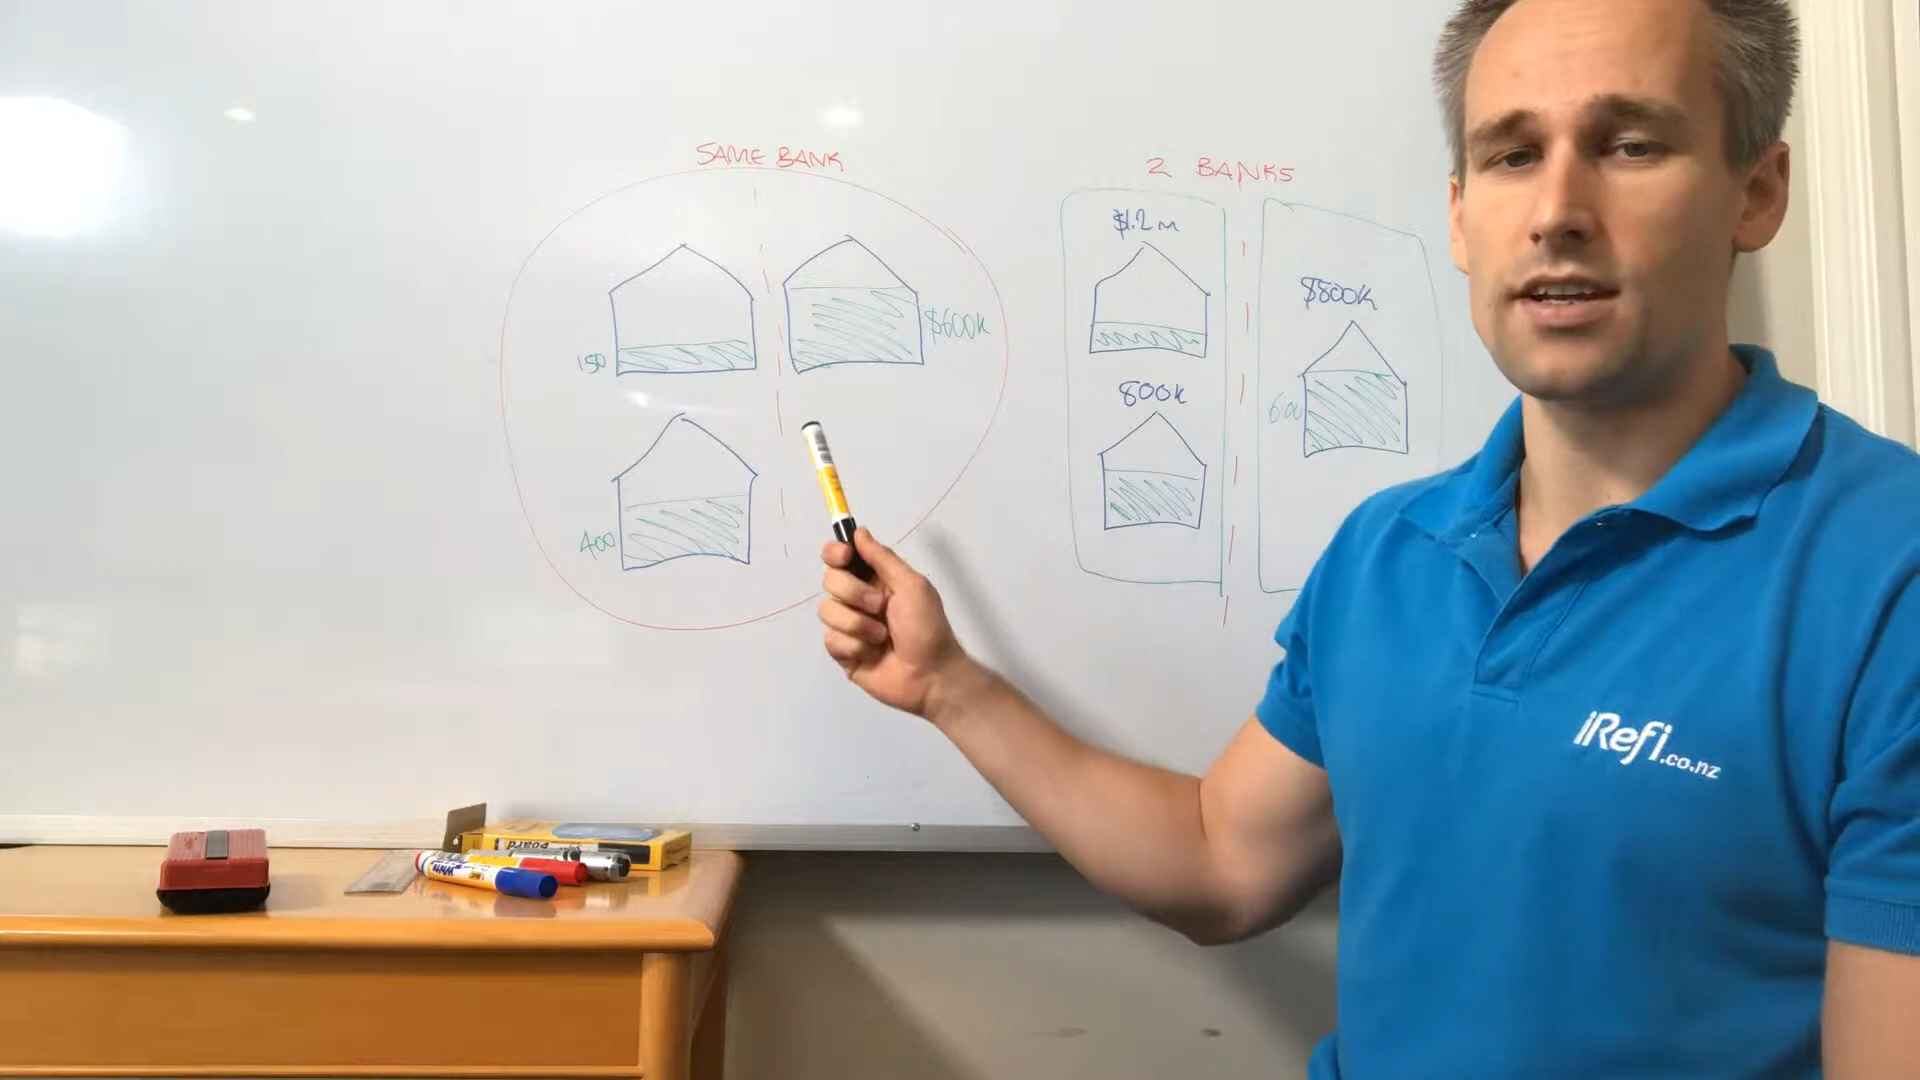 SAME BANK
150
$600K
400
2 BANKS
$1.2M
800K
$800K
600
iRefi.co.nz